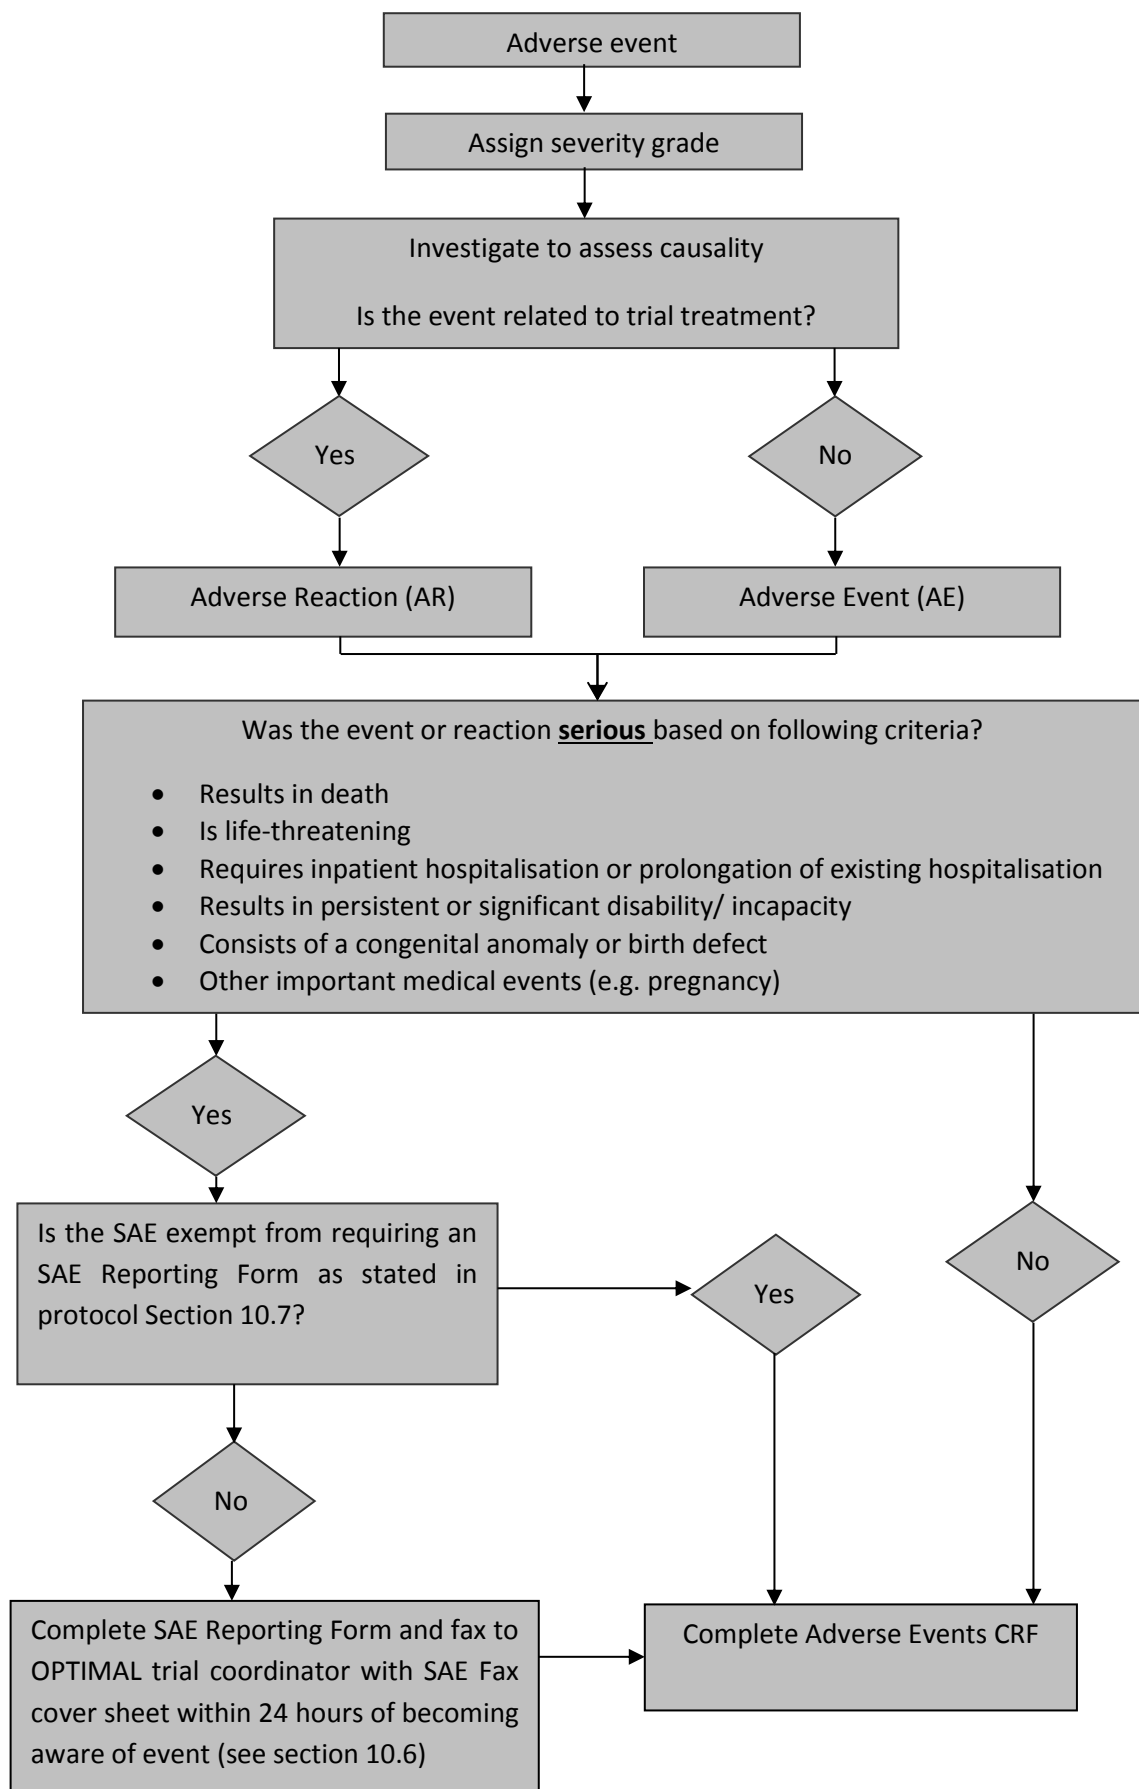 Adverse event
Assign severity grade
Investigate to assess causality
Is the event related to trial treatment?
Yes
No
Adverse Reaction (AR)
Adverse Event (AE)
Was the event or reaction serious based on following criteria?
• Results in death
• Is life-threatening
• Requires inpatient hospitalisation or prolongation of existing hospitalisation
• Results in persistent or significant disability/ incapacity
• Consists of a congenital anomaly or birth defect
• Other important medical events (e.g. pregnancy)
Yes
Is the SAE exempt from requiring an
SAE Reporting Form as stated in
protocol Section 10.7?
Yes
No
No
Complete SAE Reporting Form and fax to
OPTIMAL trial coordinator with SAE Fax
cover sheet within 24 hours of becoming
aware of event (see section 10.6)
Complete Adverse Events CRF